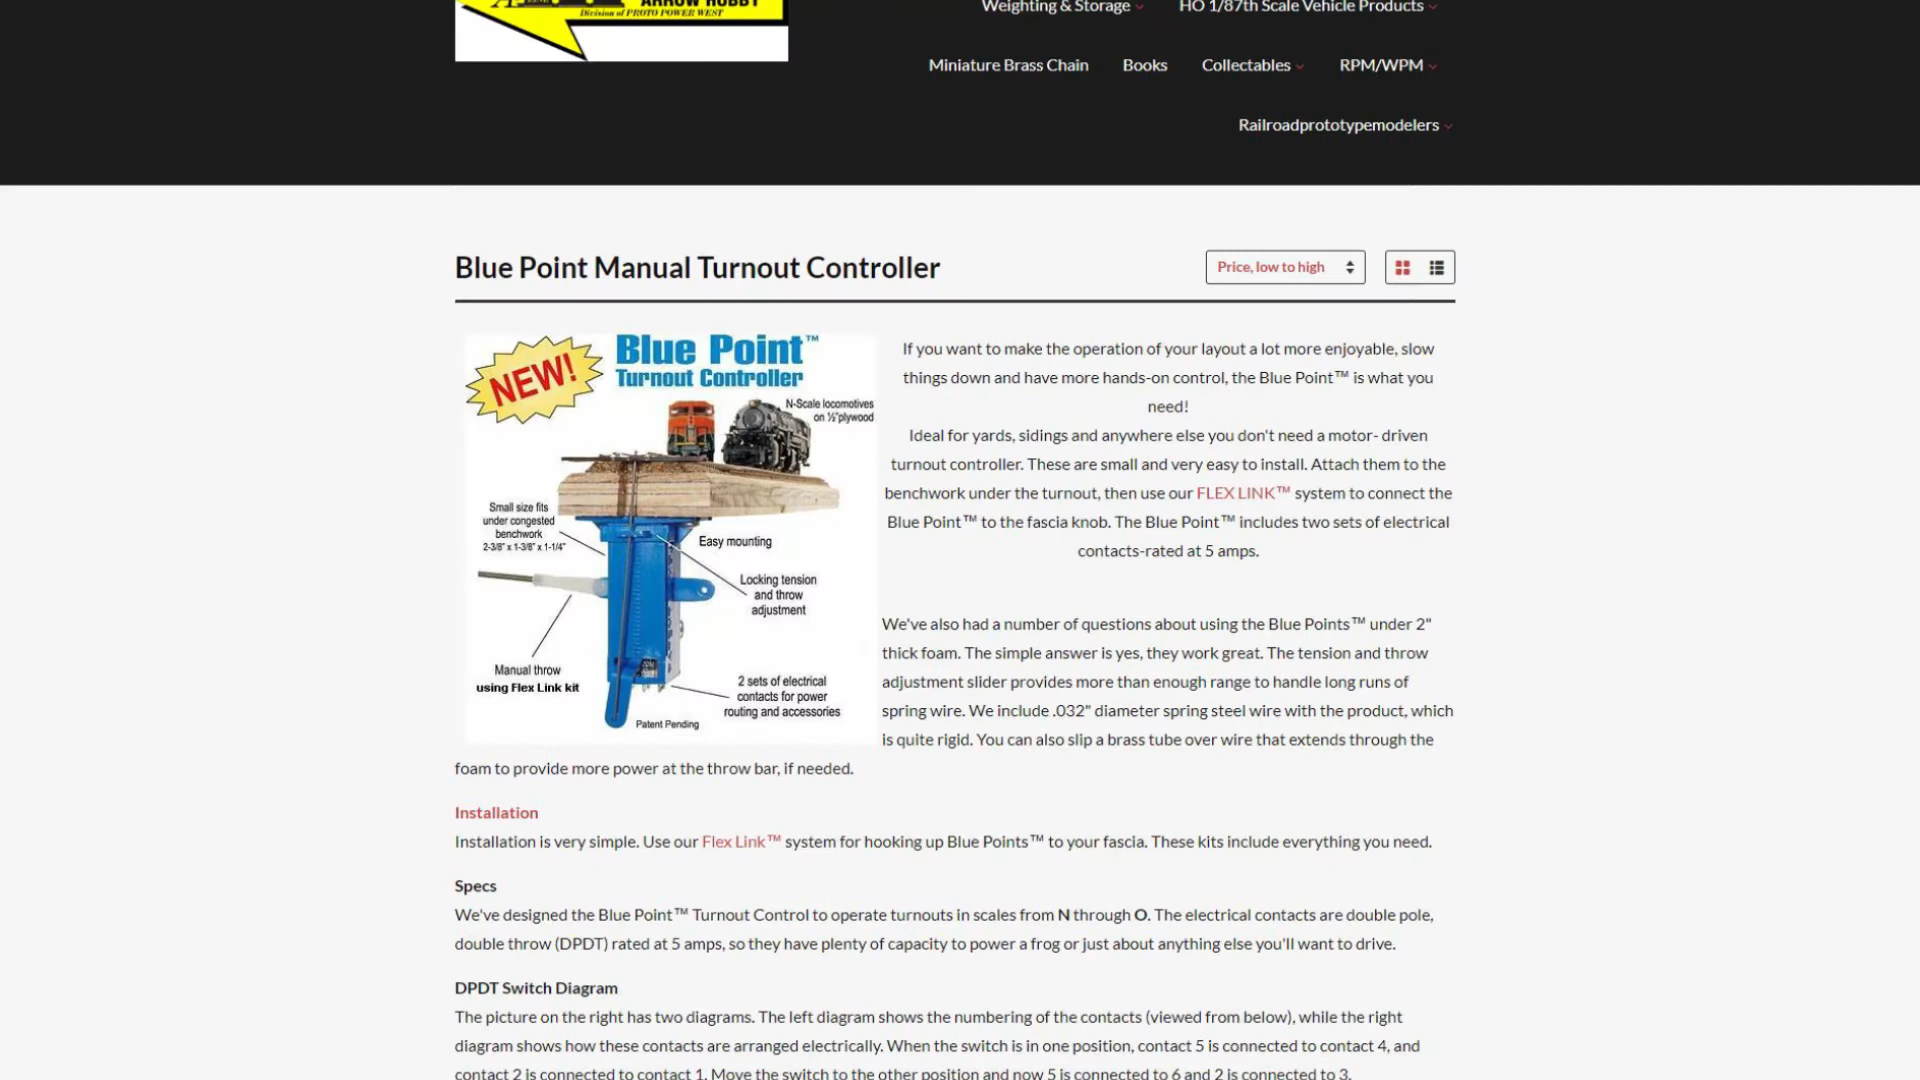 ARROW HOBBY
Division of PROTO POWER WEST
Weighting & Storage
HO 1/87th Scale Vehicle Products
Miniature Brass Chain
Books
Collectables
RPM/WPM
Railroadprototypemodelers
Blue Point Manual Turnout Controller
Price, low to high
NEW!
Blue Point™
Turnout Controller
N-Scale locomotives
on ½"plywood
Small size fits
under congested
benchwork
2-3/8" x 1-3/8" x 1-1/4"
Easy mounting
Locking tension
and throw
adjustment
Manual throw
using Flex Link kit
2 sets of electrical
contacts for power
routing and accessories
Patent Pending
If you want to make the operation of your layout a lot more enjoyable, slow
things down and have more hands-on control, the Blue Point™ is what you
need!
Ideal for yards, sidings and anywhere else you don't need a motor- driven
turnout controller. These are small and very easy to install. Attach them to the
benchwork under the turnout, then use our FLEX LINK™ system to connect the
Blue Point™ to the fascia knob. The Blue Point™ includes two sets of electrical
contacts-rated at 5 amps.
We've also had a number of questions about using the Blue Points™ under 2"
thick foam. The simple answer is yes, they work great. The tension and throw
adjustment slider provides more than enough range to handle long runs of
spring wire. We include .032" diameter spring steel wire with the product, which
is quite rigid. You can also slip a brass tube over wire that extends through the
foam to provide more power at the throw bar, if needed.
Installation
Installation is very simple. Use our Flex Link™ system for hooking up Blue Points™ to your fascia. These kits include everything you need.
Specs
We've designed the Blue Point™ Turnout Control to operate turnouts in scales from N through O. The electrical contacts are double pole,
double throw (DPDT) rated at 5 amps, so they have plenty of capacity to power a frog or just about anything else you'll want to drive.
DPDT Switch Diagram
The picture on the right has two diagrams. The left diagram shows the numbering of the contacts (viewed from below), while the right
diagram shows how these contacts are arranged electrically. When the switch is in one position, contact 5 is connected to contact 4, and
contact 2 is connected to contact 1. Move the switch to the other position and now 5 is connected to 6 and 2 is connected to 3.